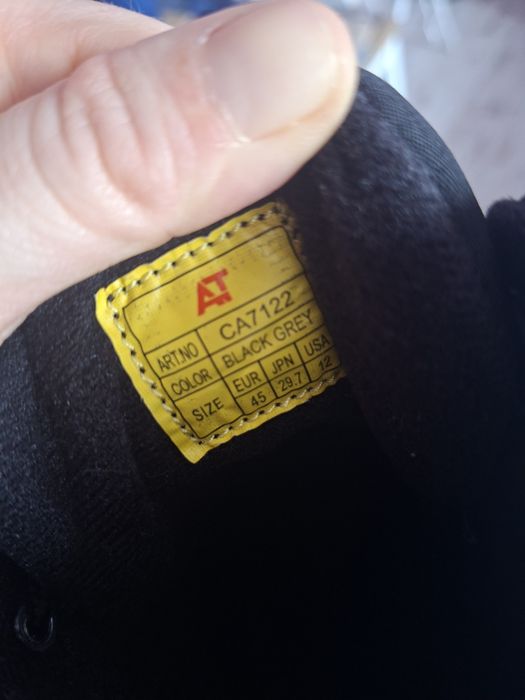 AT
ART.NO CA7122
COLOR BLACK GREY
SIZE EUR JPN USA
45 29.7 12